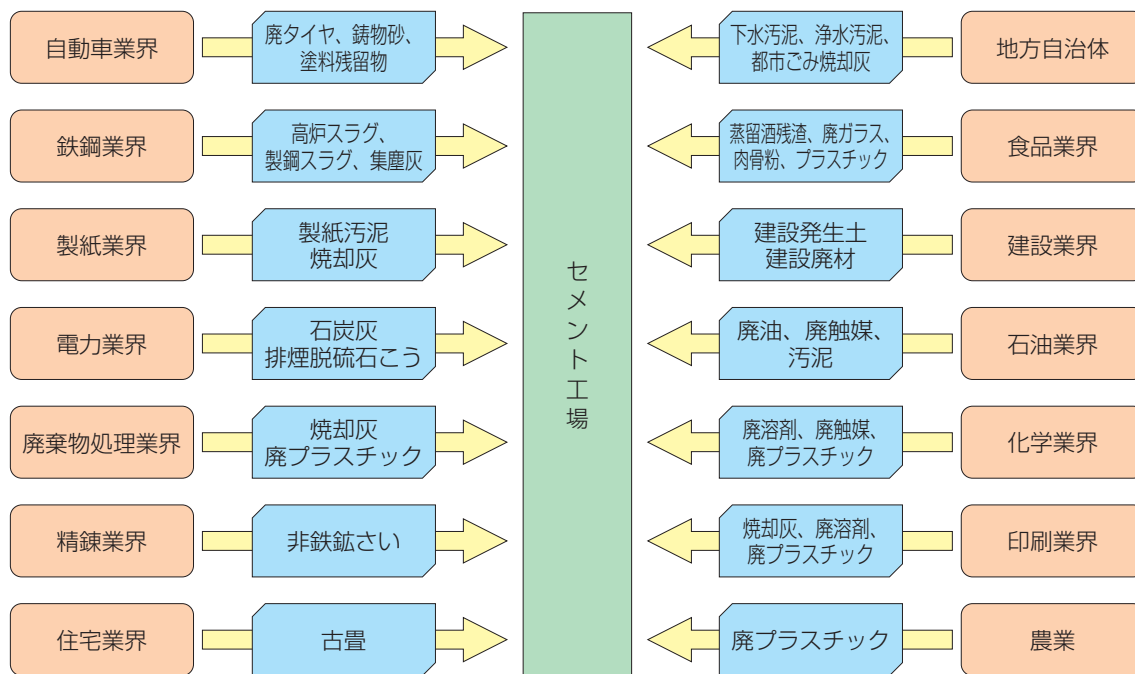 自動車業界
廃タイヤ、鋳物砂、
塗料残留物
下水汚泥、浄水汚泥、
都市ごみ焼却灰
地方自治体
鉄鋼業界
高炉スラグ、
製鋼スラグ、集塵灰
蒸留酒残渣、廃ガラス、
肉骨粉、プラスチック
食品業界
製紙業界
製紙汚泥
焼却灰
建設発生土
建設廃材
建設業界
セメント工場
電力業界
石炭灰
排煙脱硫石こう
廃油、廃触媒、
汚泥
石油業界
廃棄物処理業界
焼却灰
廃プラスチック
廃溶剤、廃触媒、
廃プラスチック
化学業界
精錬業界
非鉄鉱さい
焼却灰、廃溶剤、
廃プラスチック
印刷業界
住宅業界
古畳
廃プラスチック
農業